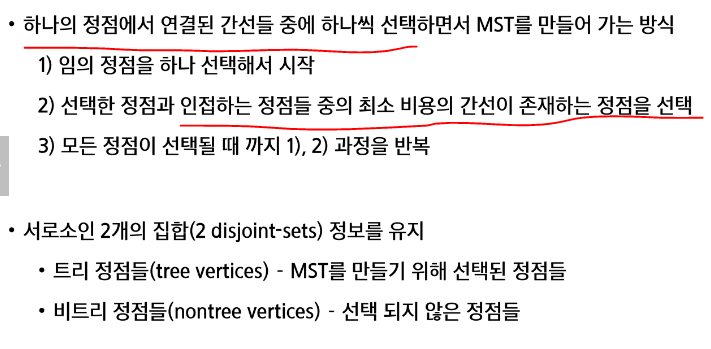 • 하나의 정점에서 연결된 간선들 중에 하나씩 선택하면서 MST를 만들어 가는 방식
1) 임의 정점을 하나 선택해서 시작
2) 선택한 정점과 인접하는 정점들 중의 최소 비용의 간선이 존재하는 정점을 선택
3) 모든 정점이 선택될 때 까지 1), 2) 과정을 반복
• 서로소인 2개의 집합(2 disjoint-sets) 정보를 유지
• 트리 정점들(tree vertices) - MST를 만들기 위해 선택된 정점들
• 비트리 정점들(nontree vertices) - 선택 되지 않은 정점들